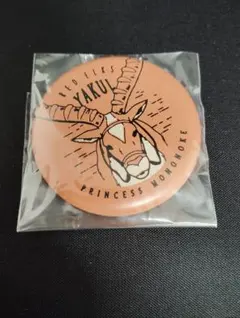 RED ELKS
YAKUL
PRINCESS MONONOKE